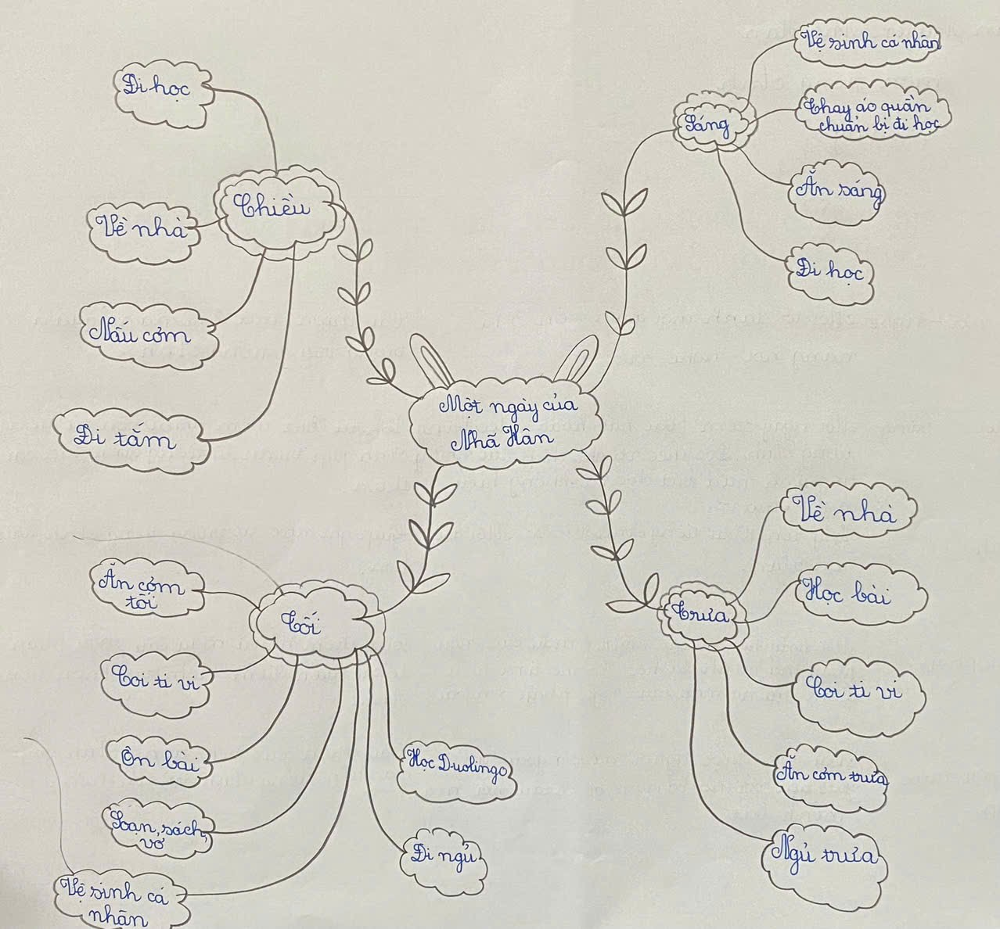 Một ngày của
Nhã Hân
Sáng
Vệ sinh cá nhân
Thay áo quần
chuẩn bị đi học
Ăn sáng
Đi học
Trưa
Về nhà
Học bài
Coi ti vi
Ăn cơm trưa
Ngủ trưa
Chiều
Đi học
Về nhà
Nấu cơm
Đi tắm
Tối
Ăn cơm
tối
Coi ti vi
Ôn bài
Soạn, sách,
vở
Vệ sinh cá
nhân
Học Duolingo
Đi ngủ